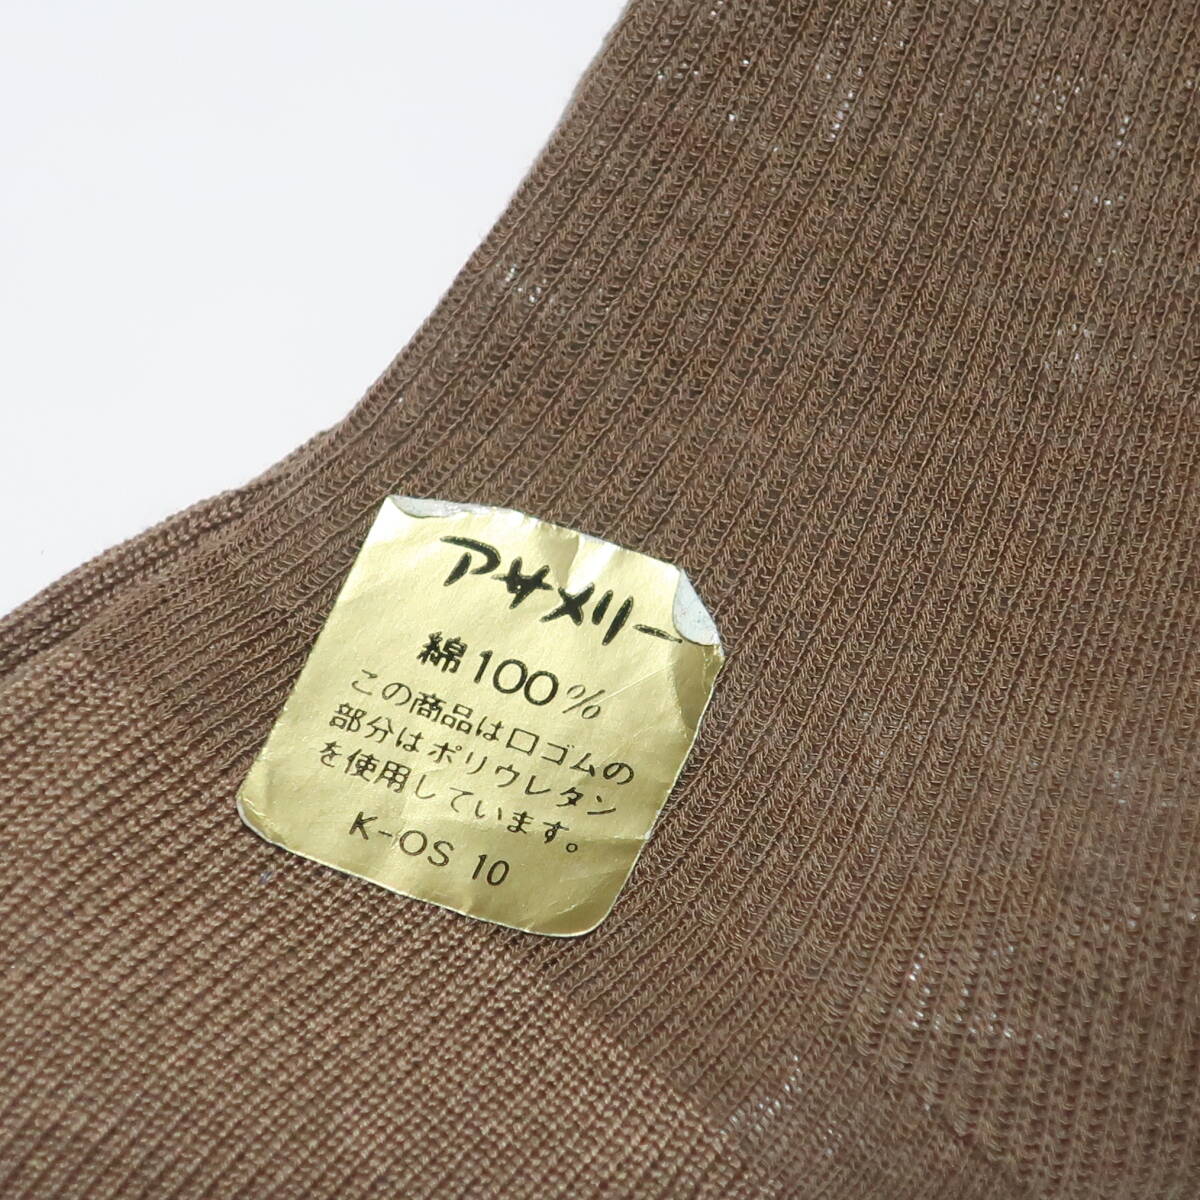 アサメリー
綿100%
この商品は口ゴムの
部分はポリウレタン
を使用しています。
K-OS 10